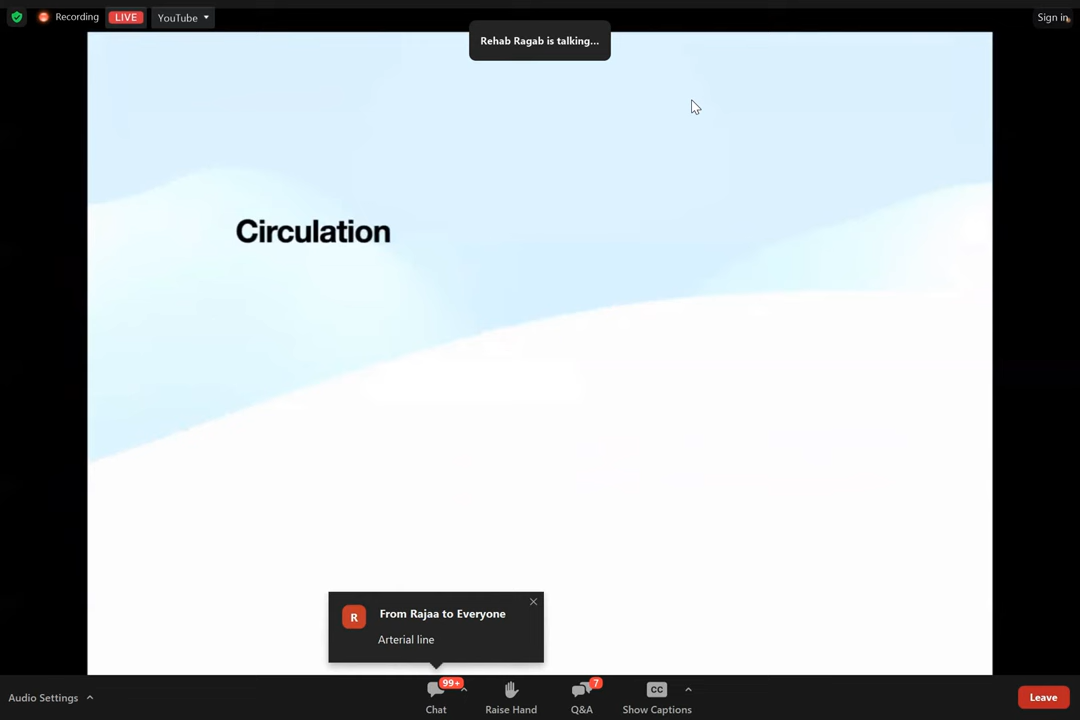 Recording
LIVE
YouTube
Sign in
Rehab Ragab is talking...
Circulation
R
From Rajaa to Everyone
Arterial line
Audio Settings
99+
Chat
Raise Hand
7
Q&A
CC
Show Captions
Leave